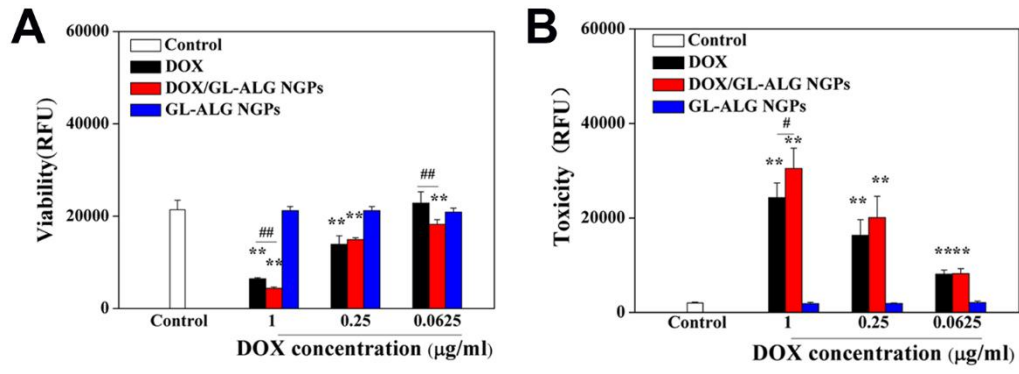 A
60000
40000
20000
0
Viability(RFU)
Control
DOX
DOX/GL-ALG NGPs
GL-ALG NGPs
##
**
**
** **
##
**
Control
1
0.25
0.0625
DOX concentration (μg/ml)
B
60000
40000
20000
0
Toxicity (RFU)
Control
DOX
DOX/GL-ALG NGPs
GL-ALG NGPs
#
**
**
**
**
****
Control
1
0.25
0.0625
DOX concentration (μg/ml)